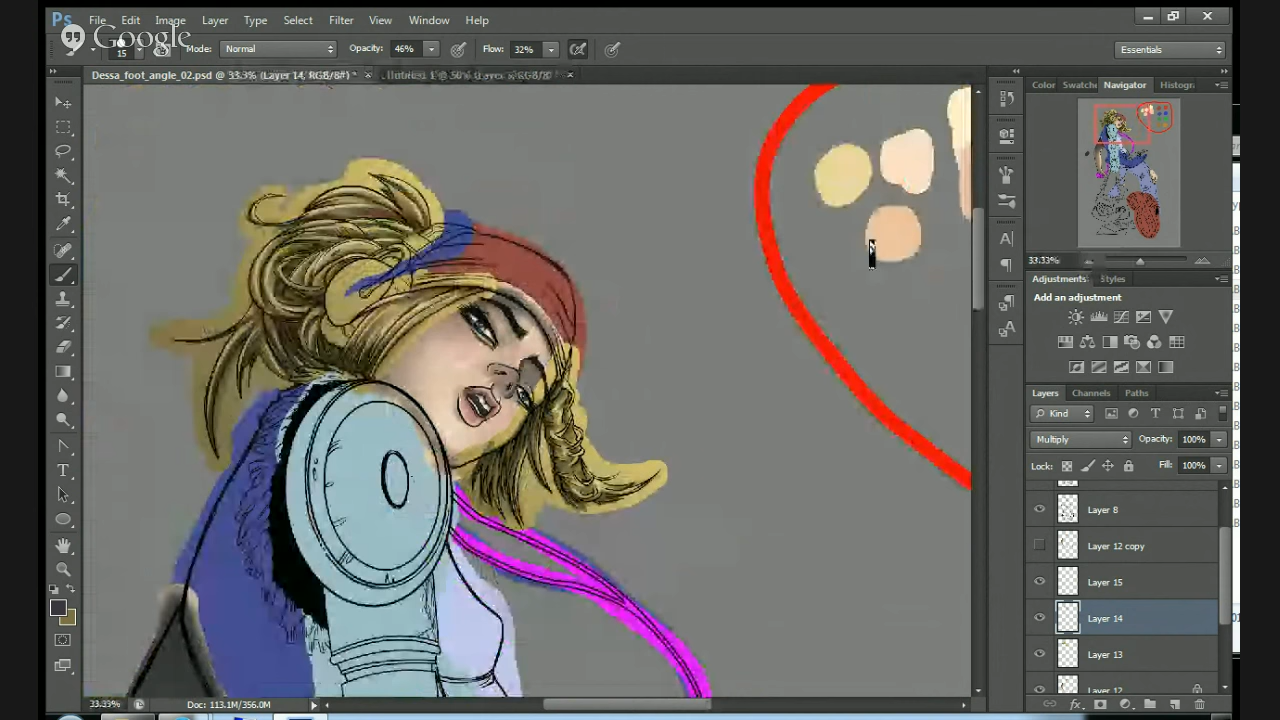 Ps File Edit Image Layer Type Select Filter View Window Help
Google
15 Mode: Normal Opacity: 46% Flow: 32% Essentials
Dessa_foot_angle_02.psd @ 33.3% (Layer 14, RGB/8#) *
Color Swatche Navigator Histogr
33.33%
Adjustments Styles
Add an adjustment
Layers Channels Paths
Kind
Multiply Opacity: 100%
Lock: Fill: 100%
Layer 8
Layer 12 copy
Layer 15
Layer 14
Layer 13
Layer 12
33.33% Doc: 113.1M/356.0M